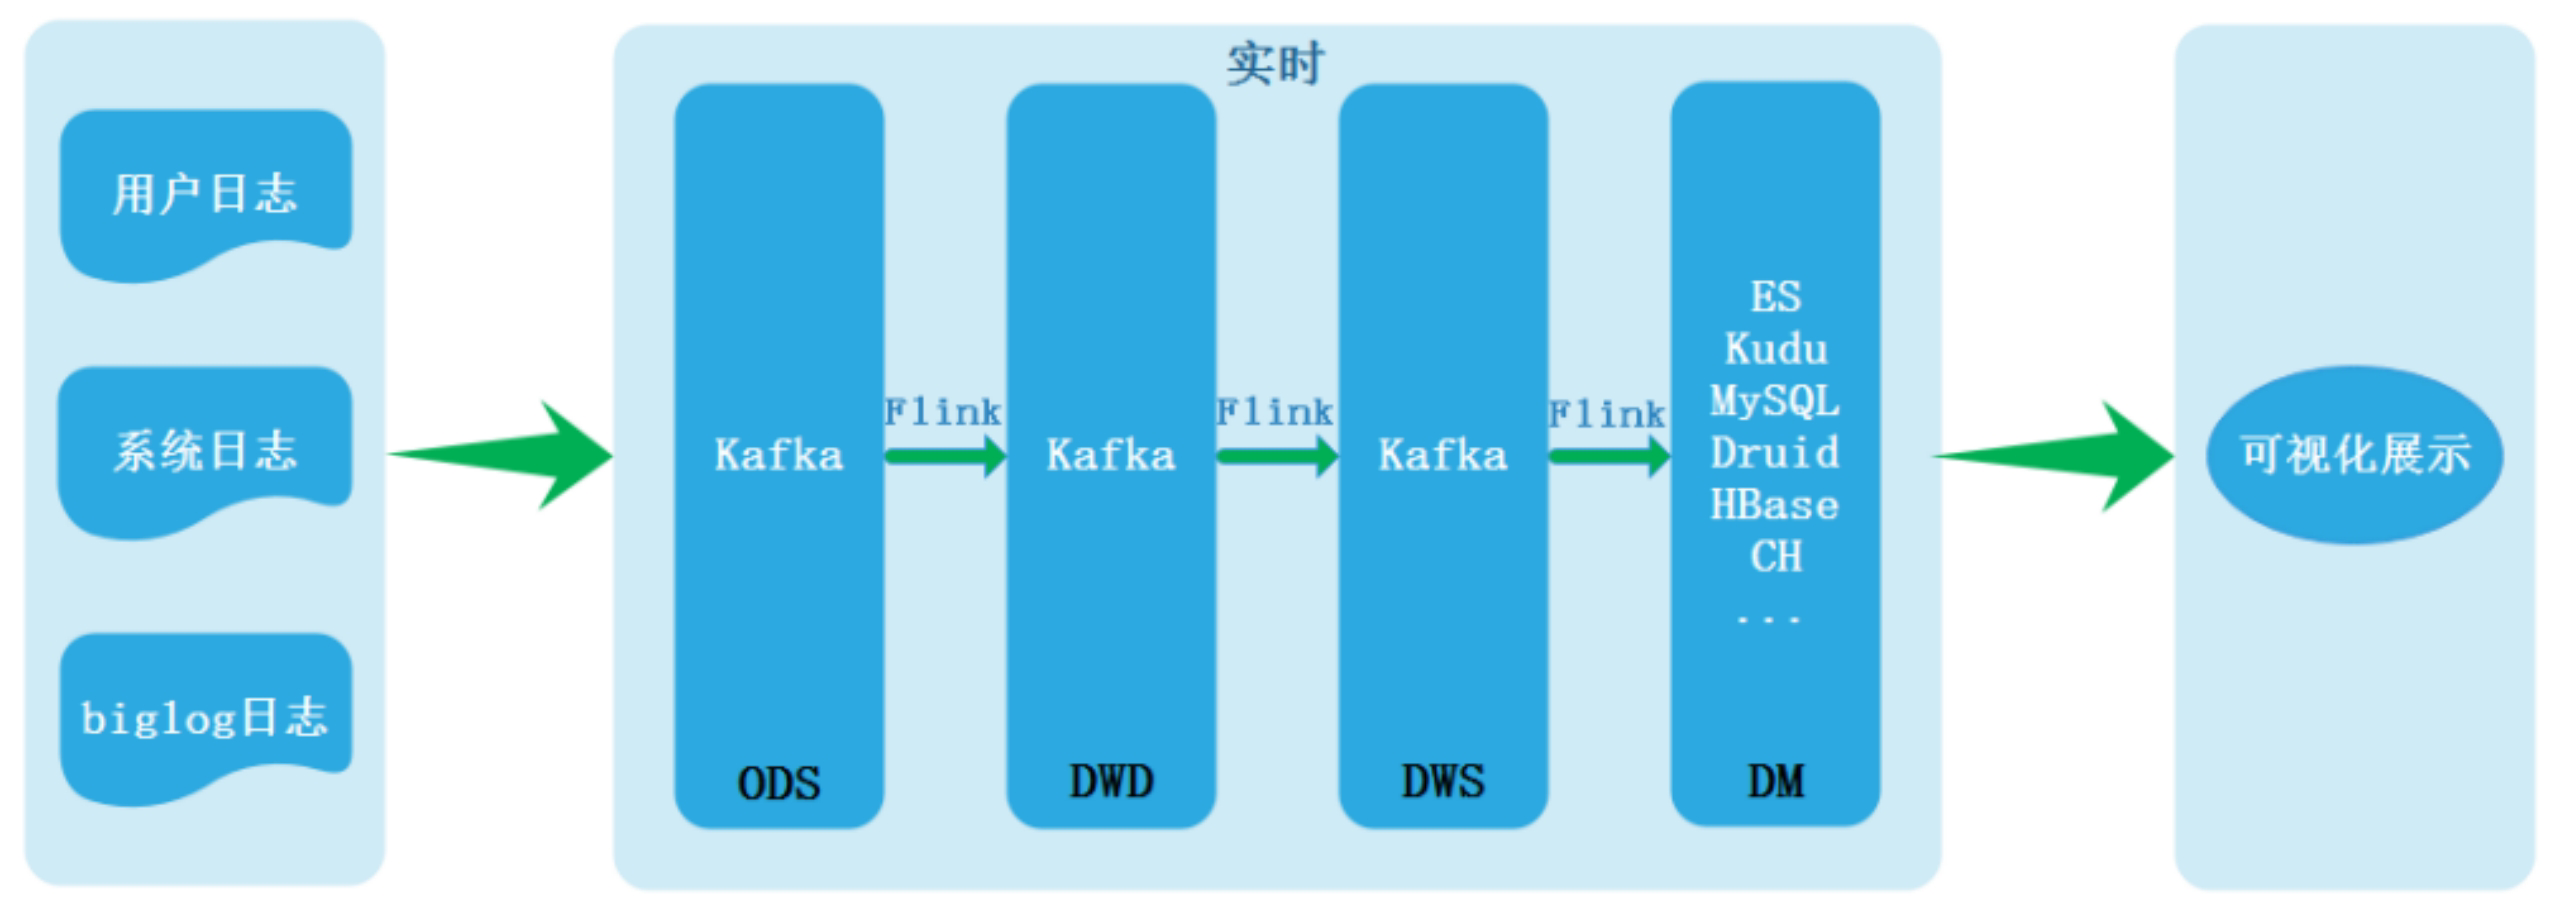 用户日志
系统日志
biglog日志
实时
Kafka
ODS
Flink
Kafka
DWD
Flink
Kafka
DWS
Flink
ES
Kudu
MySQL
Druid
HBase
CH
...
DM
可视化展示